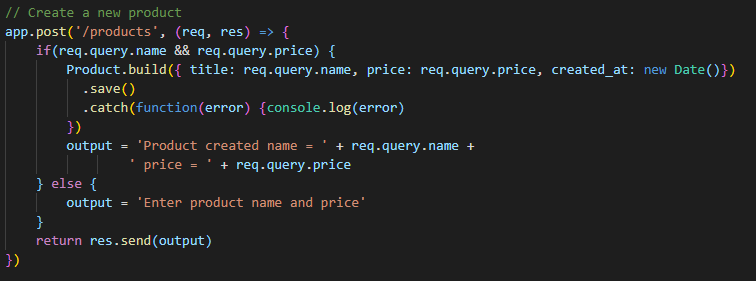 // Create a new product
app.post('/products', (req, res) => {
    if(req.query.name && req.query.price) {
        Product.build({ title: req.query.name, price: req.query.price, created_at: new Date()})
          .save()
          .catch(function(error) {console.log(error)
        })
        output = 'Product created name = ' + req.query.name +
                ' price = ' + req.query.price
    } else {
        output = 'Enter product name and price'
    }
    return res.send(output)
})